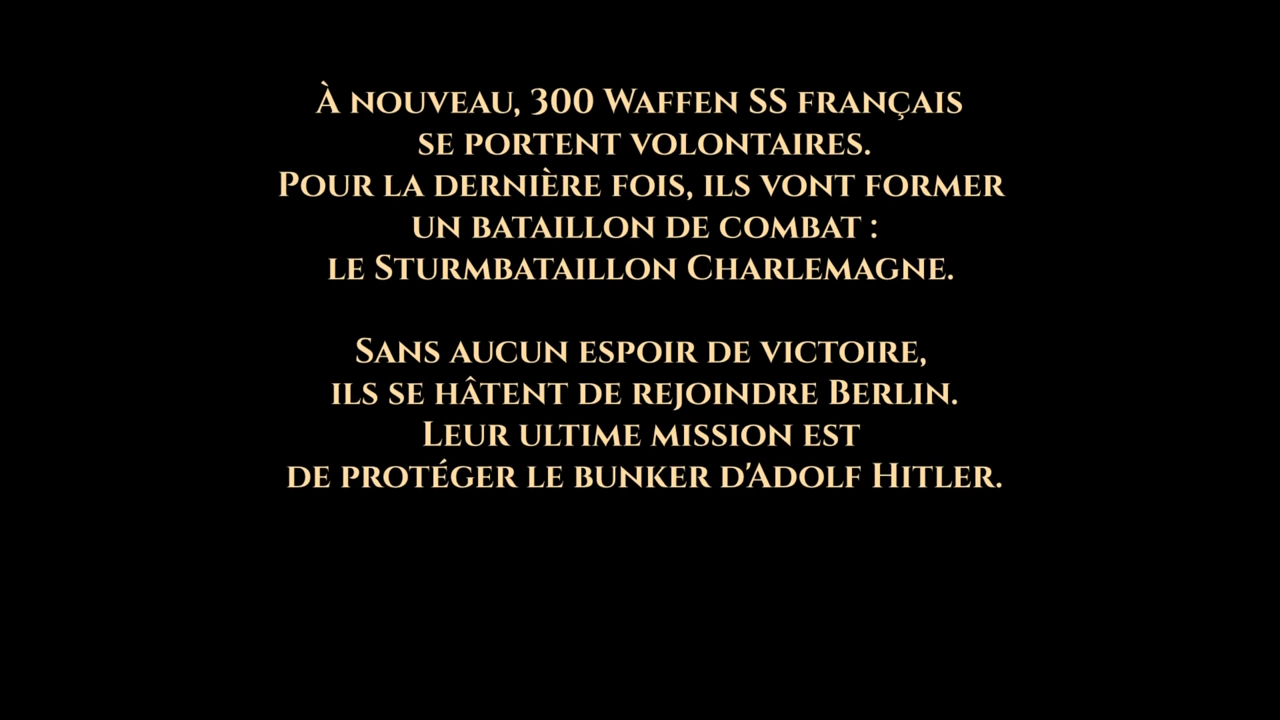 À nouveau, 300 Waffen SS français
se portent volontaires.
Pour la dernière fois, ils vont former
un bataillon de combat :
le Sturmbataillon Charlemagne.
Sans aucun espoir de victoire,
ils se hâtent de rejoindre Berlin.
Leur ultime mission est
de protéger le bunker d'Adolf Hitler.